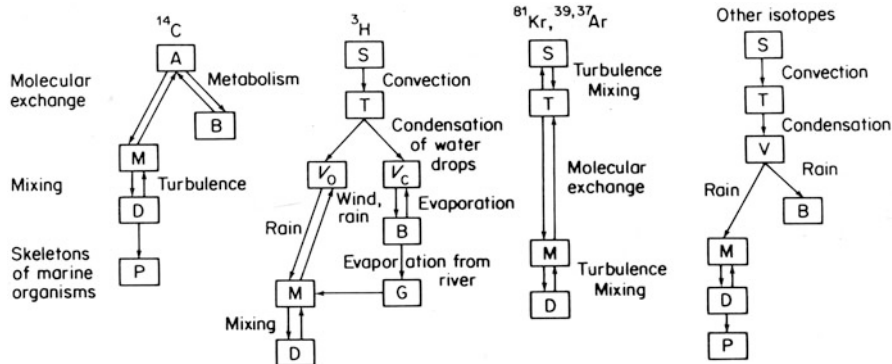 ¹⁴C
A
Molecular
exchange
Metabolism
B
M
Mixing
Turbulence
D
Skeletons
of marine
organisms
P
³H
S
Convection
T
Condensation
of water
drops
V₀
V_C
Wind,
rain
Rain
Evaporation
B
Evaporation from
river
M
G
Mixing
D
⁸¹Kr, ³⁹,³⁷Ar
S
Turbulence
Mixing
T
Molecular
exchange
M
Turbulence
Mixing
D
Other isotopes
S
Convection
T
Condensation
V
Rain
Rain
B
M
D
P